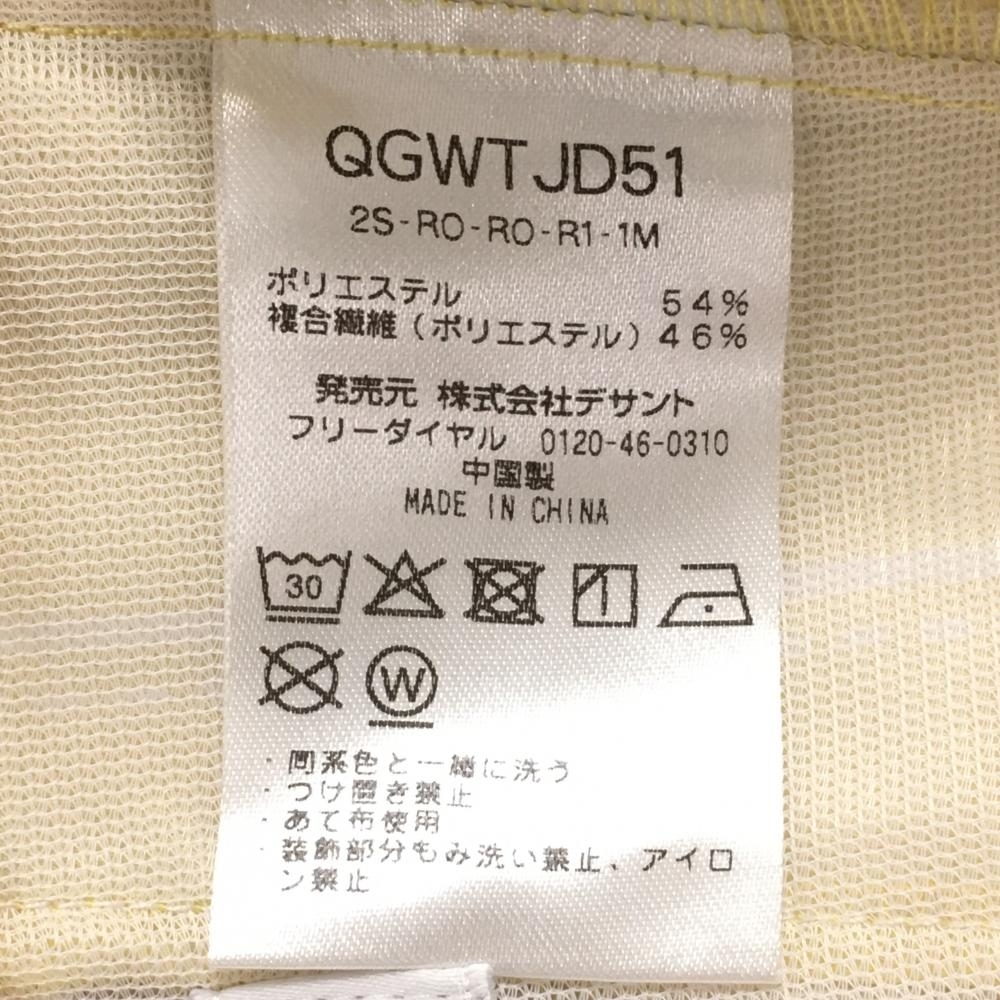 QGWTJD51
2S-R0-R0-R1-1M
ポリエステル 54%
複合繊維(ポリエステル)46%
発売元 株式会社デサント
フリーダイヤル 0120-46-0310
中国製
MADE IN CHINA
30
W
・同系色と一緒に洗う
・つけ置き禁止
・あて布使用
・装飾部分もみ洗い禁止、アイロ
ン禁止